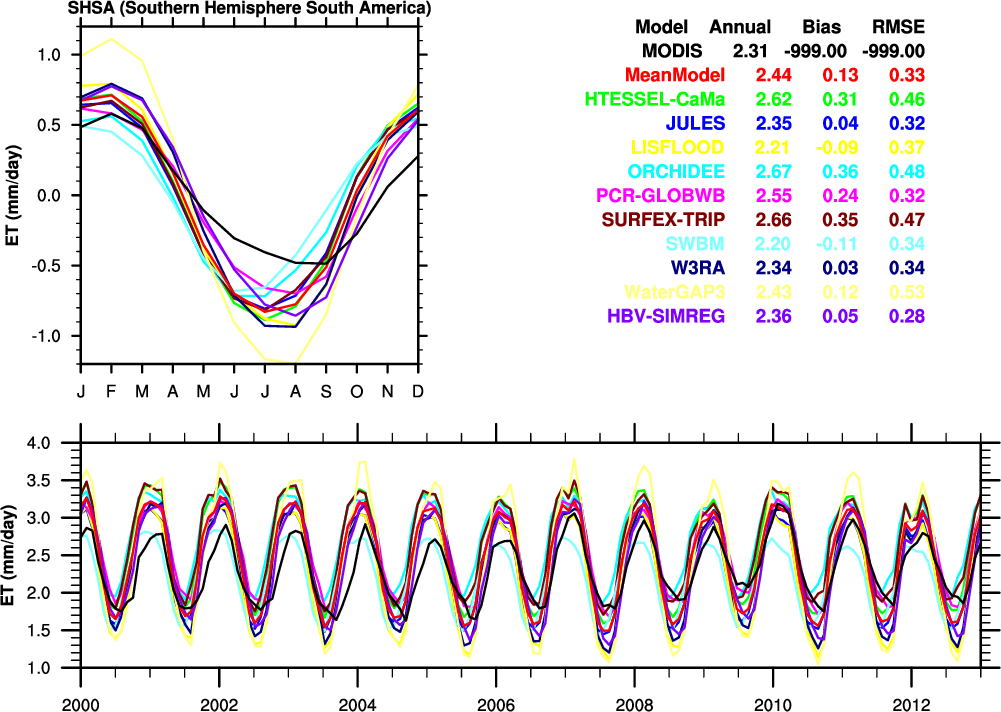 SHSA (Southern Hemisphere South America)
ET (mm/day)
1.0
0.5
0.0
-0.5
-1.0
J F M A M J J A S O N D
Model Annual Bias RMSE
MODIS 2.31 -999.00 -999.00
MeanModel 2.44 0.13 0.33
HTESSEL-CaMa 2.62 0.31 0.46
JULES 2.35 0.04 0.32
LISFLOOD 2.21 -0.09 0.37
ORCHIDEE 2.67 0.36 0.48
PCR-GLOBWB 2.55 0.24 0.32
SURFEX-TRIP 2.66 0.35 0.47
SWBM 2.20 -0.11 0.34
W3RA 2.34 0.03 0.34
WaterGAP3 2.43 0.12 0.53
HBV-SIMREG 2.36 0.05 0.28
ET (mm/day)
4.0
3.5
3.0
2.5
2.0
1.5
1.0
2000 2002 2004 2006 2008 2010 2012